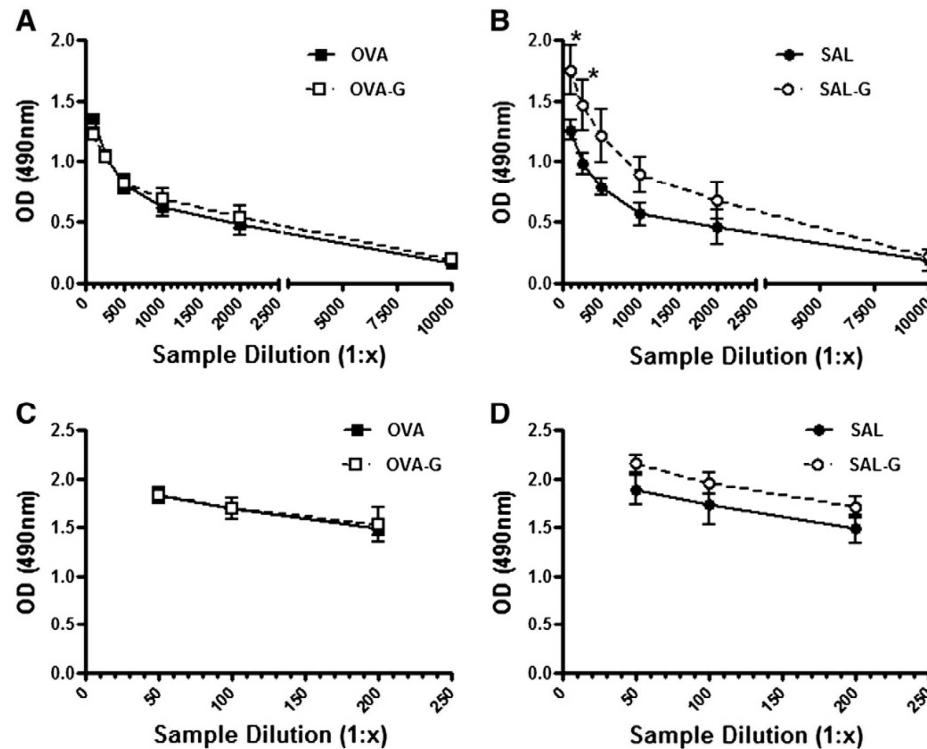 A
2.0
1.5
1.0
0.5
0.0
OD (490nm)
OVA
OVA-G
0 500 1000 1500 2000 2500 5000 7500 10000
Sample Dilution (1:x)
B
2.0
1.5
1.0
0.5
0.0
OD (490nm)
* *
SAL
SAL-G
0 500 1000 1500 2000 2500 5000 7500 10000
Sample Dilution (1:x)
C
2.5
2.0
1.5
1.0
0.5
0.0
OD (490nm)
OVA
OVA-G
0 50 100 150 200 250
Sample Dilution (1:x)
D
2.5
2.0
1.5
1.0
0.5
0.0
OD (490nm)
SAL
SAL-G
0 50 100 150 200 250
Sample Dilution (1:x)